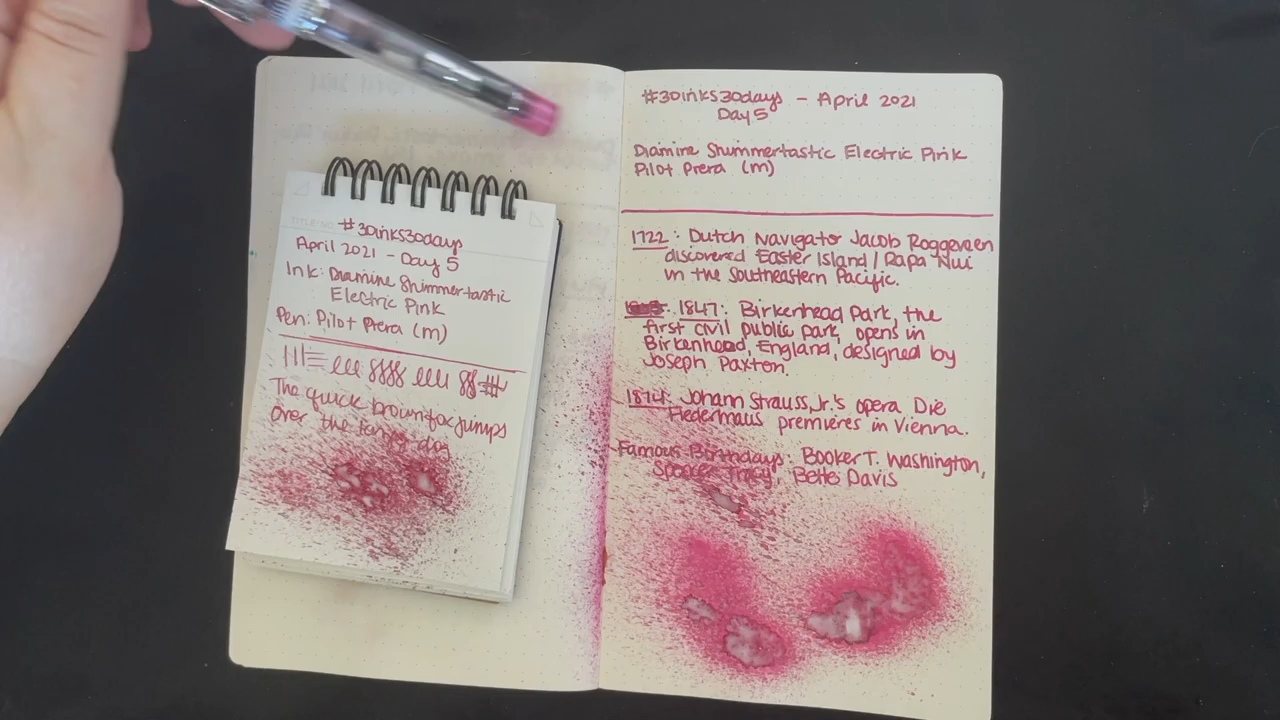 TITLE/NO.
#30inks30days
April 2021 - Day 5
Ink: Diamine Shimmertastic
Electric Pink
Pen: Pilot Prera (m)
The quick brown fox jumps
over the lazy dog
#30inks30days - April 2021
Day 5
Diamine Shimmertastic Electric Pink
Pilot Prera (m)
1722: Dutch Navigator Jacob Roggeveen
discovered Easter Island / Rapa Nui
in the Southeastern Pacific.
1847: Birkenhead Park, the
first civil public park, opens in
Birkenhead, England, designed by
Joseph Paxton.
1874: Johann Strauss, Jr.'s opera Die
Fledermaus premieres in Vienna.
Famous Birthdays: Booker T. Washington,
Spencer Tracy, Bette Davis